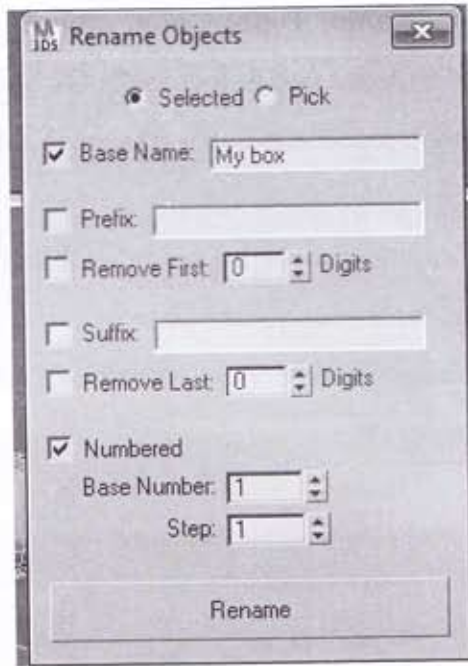 M
3DS Rename Objects
Selected Pick
Base Name: My box
Prefix:
Remove First: 0 Digits
Suffix:
Remove Last: 0 Digits
Numbered
Base Number: 1
Step: 1
Rename